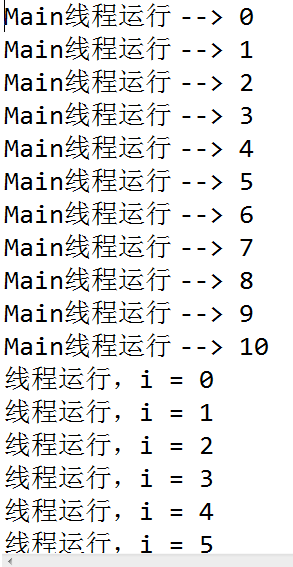 Main线程运行 --> 0
Main线程运行 --> 1
Main线程运行 --> 2
Main线程运行 --> 3
Main线程运行 --> 4
Main线程运行 --> 5
Main线程运行 --> 6
Main线程运行 --> 7
Main线程运行 --> 8
Main线程运行 --> 9
Main线程运行 --> 10
线程运行，i = 0
线程运行，i = 1
线程运行，i = 2
线程运行，i = 3
线程运行，i = 4
线程运行，i = 5